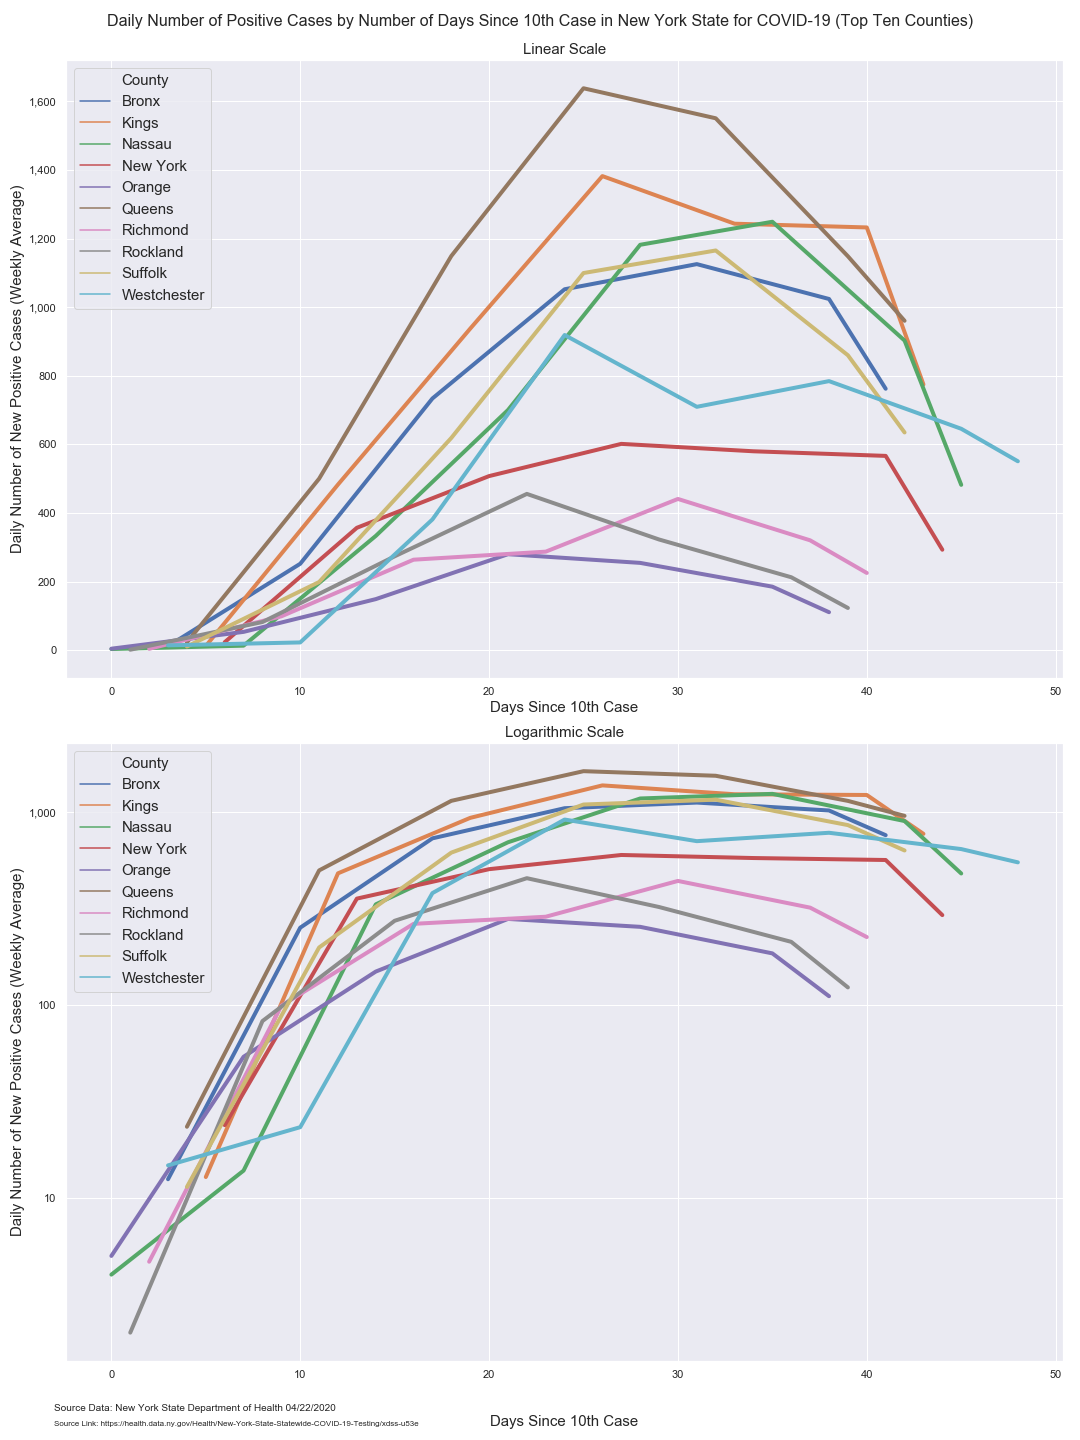 Daily Number of Positive Cases by Number of Days Since 10th Case in New York State for COVID-19 (Top Ten Counties)
Linear Scale
Daily Number of New Positive Cases (Weekly Average)
1,600
1,400
1,200
1,000
800
600
400
200
0
County
Bronx
Kings
Nassau
New York
Orange
Queens
Richmond
Rockland
Suffolk
Westchester
0 10 20 30 40 50
Days Since 10th Case
Logarithmic Scale
Daily Number of New Positive Cases (Weekly Average)
1,000
100
10
County
Bronx
Kings
Nassau
New York
Orange
Queens
Richmond
Rockland
Suffolk
Westchester
0 10 20 30 40 50
Source Data: New York State Department of Health 04/22/2020
Source Link: https://health.data.ny.gov/Health/New-York-State-Statewide-COVID-19-Testing/xdss-u53e
Days Since 10th Case